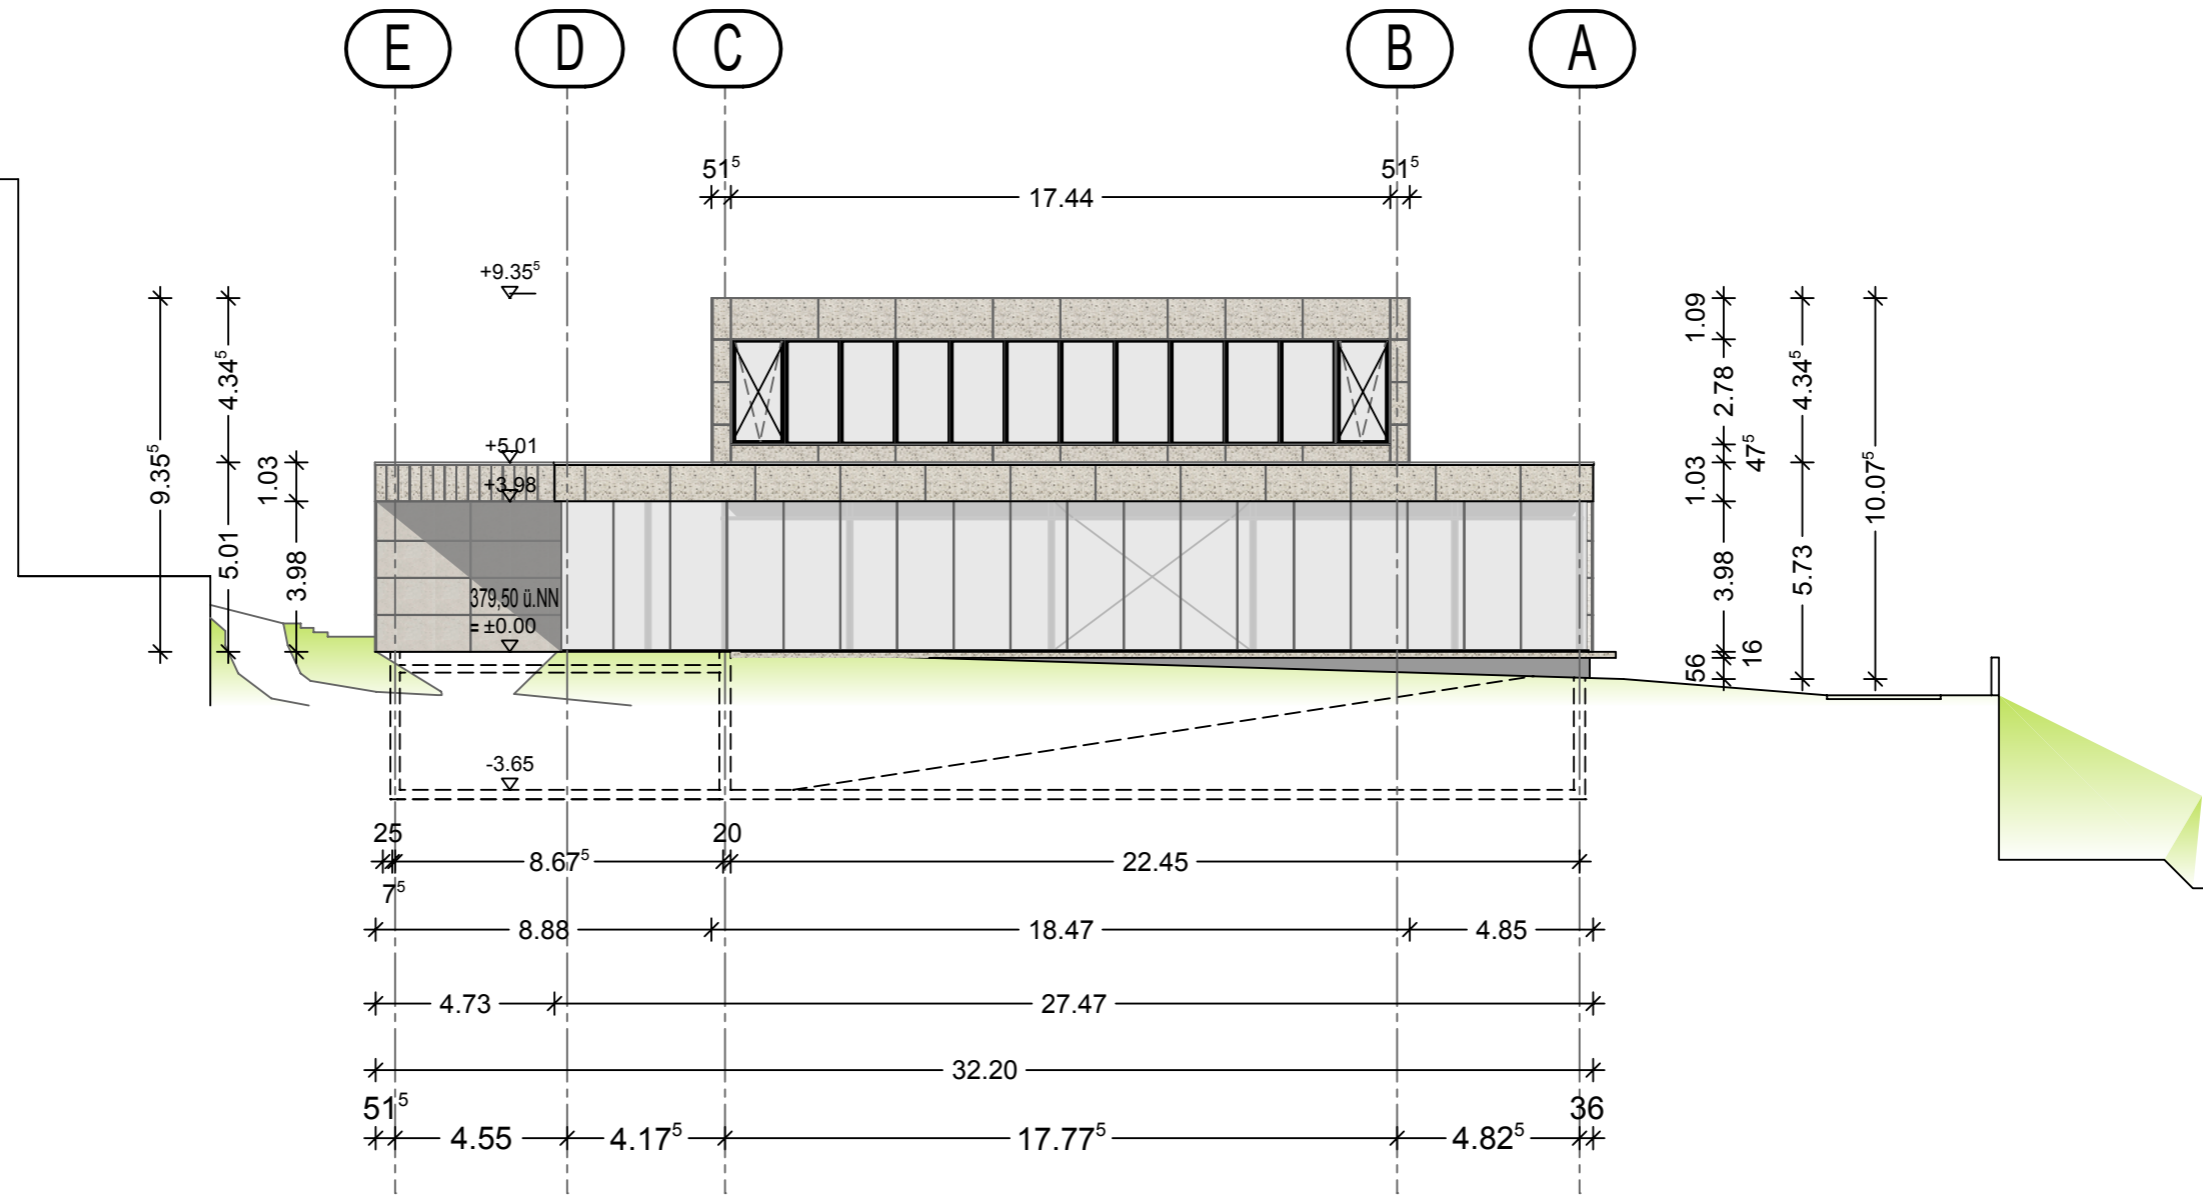 E D C B A
51⁵ 51⁵
17.44
+9.35⁵
1.09
4.34⁵ 2.78 4.34⁵
+5.01
9.35⁵ 1.03 +3.98 1.03 47⁵ 10.07⁵
5.01 3.98 3.98 5.73
379,50 ü.NN
= ±0.00
56 16
-3.65
25 20
8.67⁵ 22.45
7⁵
8.88 18.47 4.85
4.73 27.47
32.20
51⁵ 36
4.55 4.17⁵ 17.77⁵ 4.82⁵